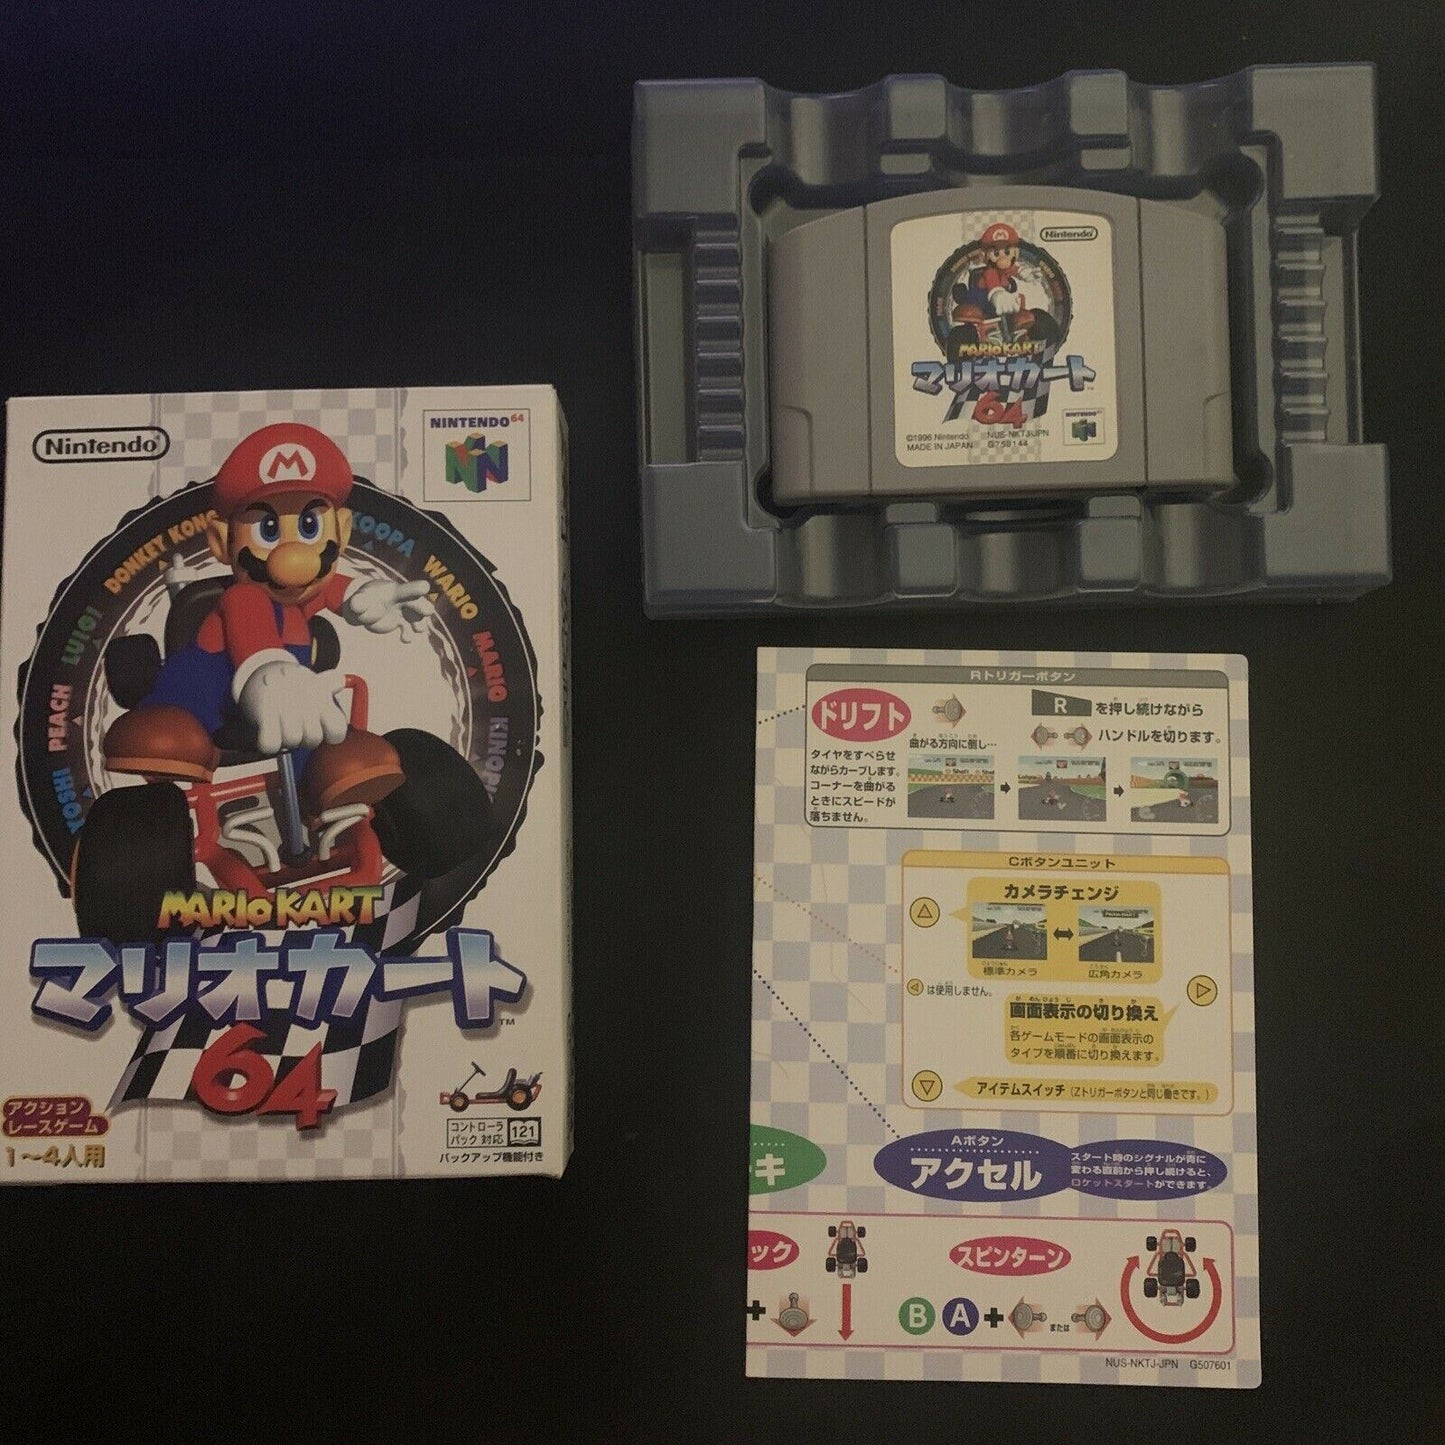 Nintendo®
NINTENDO64
DONKEY KONG
KOOPA
WARIO
MARIO
KINOPIO
LUIGI
PEACH
YOSHI
MARIO KART
マリオカート
64
TM
アクション
レースゲーム
1〜4人用
コントローラ
パック 対応
121
バックアップ機能付き
Nintendo
MARIO KART
マリオカート
64
©1996 Nintendo
NUS-NKTJ-JPN
MADE IN JAPAN
Rトリガーボタン
ドリフト
曲がる方向に倒し…
R を押し続けながら
ハンドルを切ります。
タイヤをすべらせ
ながらカーブします。
コーナーを曲がる
ときにスピードが
落ちません。
Cボタンユニット
カメラチェンジ
標準カメラ
広角カメラ
は使用しません。
画面表示の切り換え
各ゲームモードの画面表示の
タイプを順番に切り換えます。
アイテムスイッチ(Zトリガーボタンと同じ働きです。)
ーキ
Aボタン
アクセル
スタート時のシグナルが青に
変わる直前から押し続けると、
ロケットスタートができます。
ック
スピンターン
+
B A +
または
NUS-NKTJ-JPN G507601